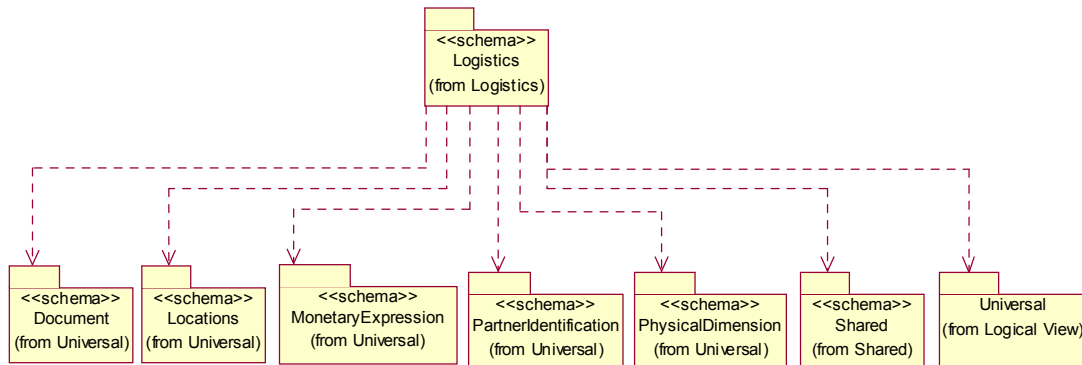 <<schema>>
Logistics
(from Logistics)
<<schema>>
Document
(from Universal)
<<schema>>
Locations
(from Universal)
<<schema>>
MonetaryExpression
(from Universal)
<<schema>>
PartnerIdentification
(from Universal)
<<schema>>
PhysicalDimension
(from Universal)
<<schema>>
Shared
(from Shared)
Universal
(from Logical View)